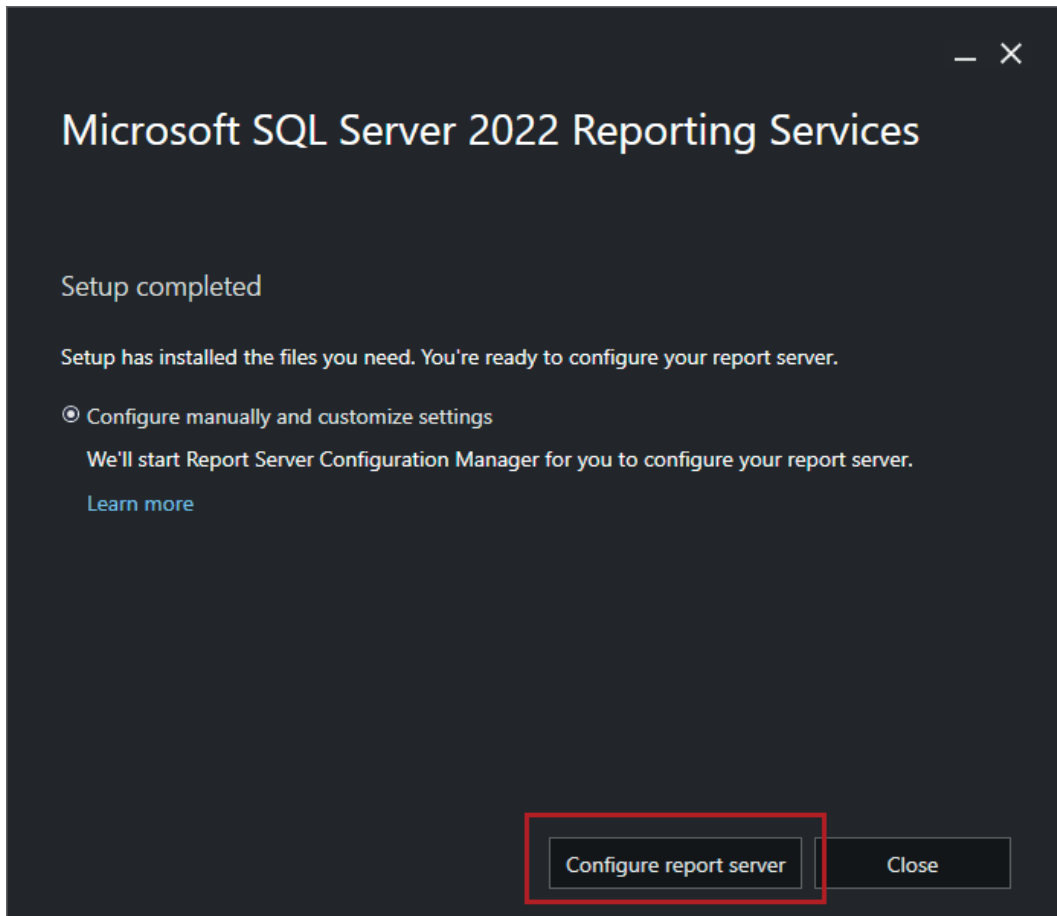 Microsoft SQL Server 2022 Reporting Services
Setup completed
Setup has installed the files you need. You're ready to configure your report server.
Configure manually and customize settings
We'll start Report Server Configuration Manager for you to configure your report server.
Learn more
Configure report server
Close